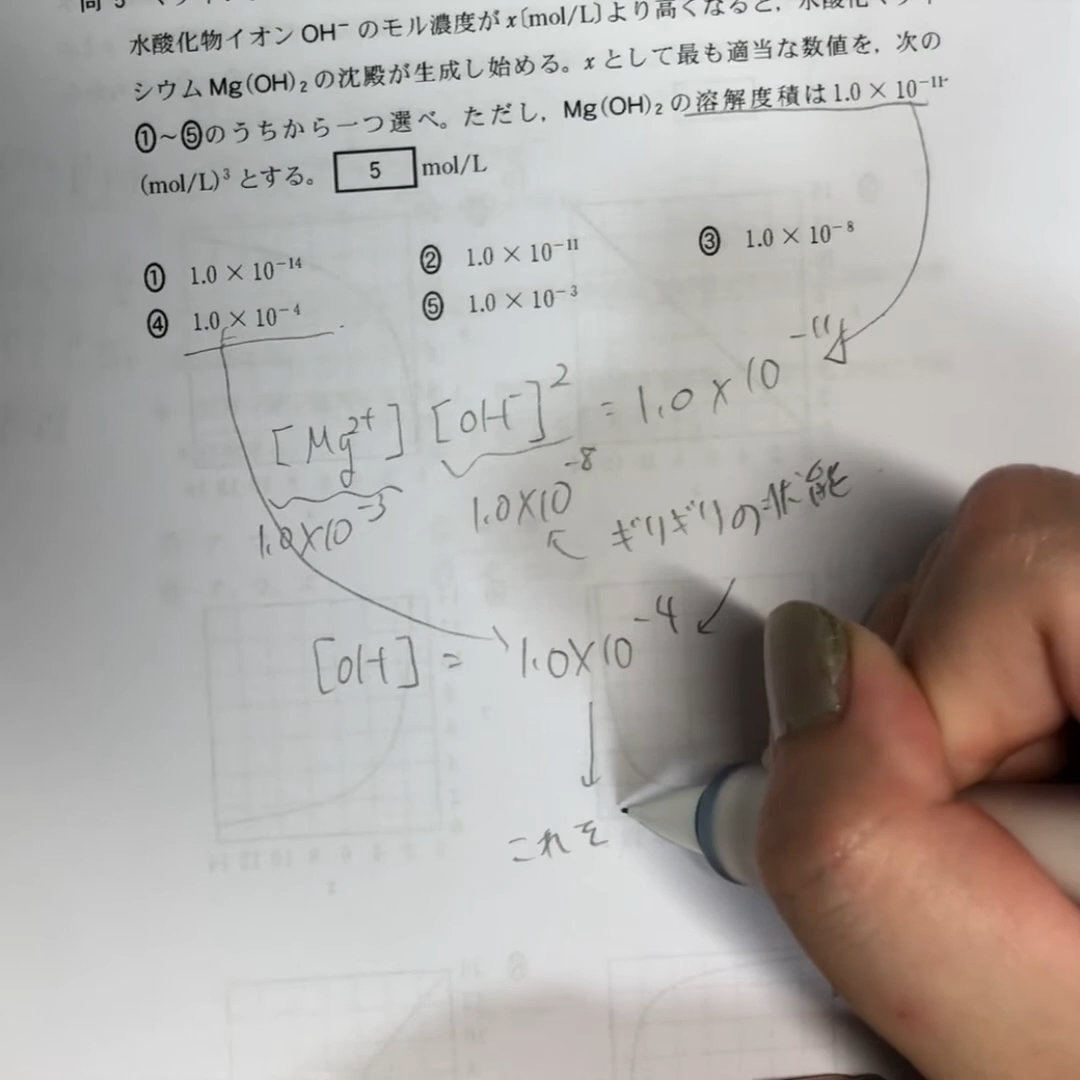 問 5
水酸化物イオン OH⁻ のモル濃度が x〔mol/L〕より高くなると，水酸化マグネ
シウム Mg(OH)₂ の沈殿が生成し始める。x として最も適当な数値を，次の
①～⑤のうちから一つ選べ。ただし，Mg(OH)₂ の溶解度積は 1.0 × 10⁻¹¹
(mol/L)³ とする。 5 mol/L
① 1.0 × 10⁻¹⁴ ② 1.0 × 10⁻¹¹ ③ 1.0 × 10⁻⁸
④ 1.0 × 10⁻⁴ ⑤ 1.0 × 10⁻³
[Mg²⁺] [OH⁻]² = 1.0×10⁻¹¹
1.0×10⁻³ 1.0×10⁻⁸ ギリギリの状態
[OH] = 1.0×10⁻⁴
これを